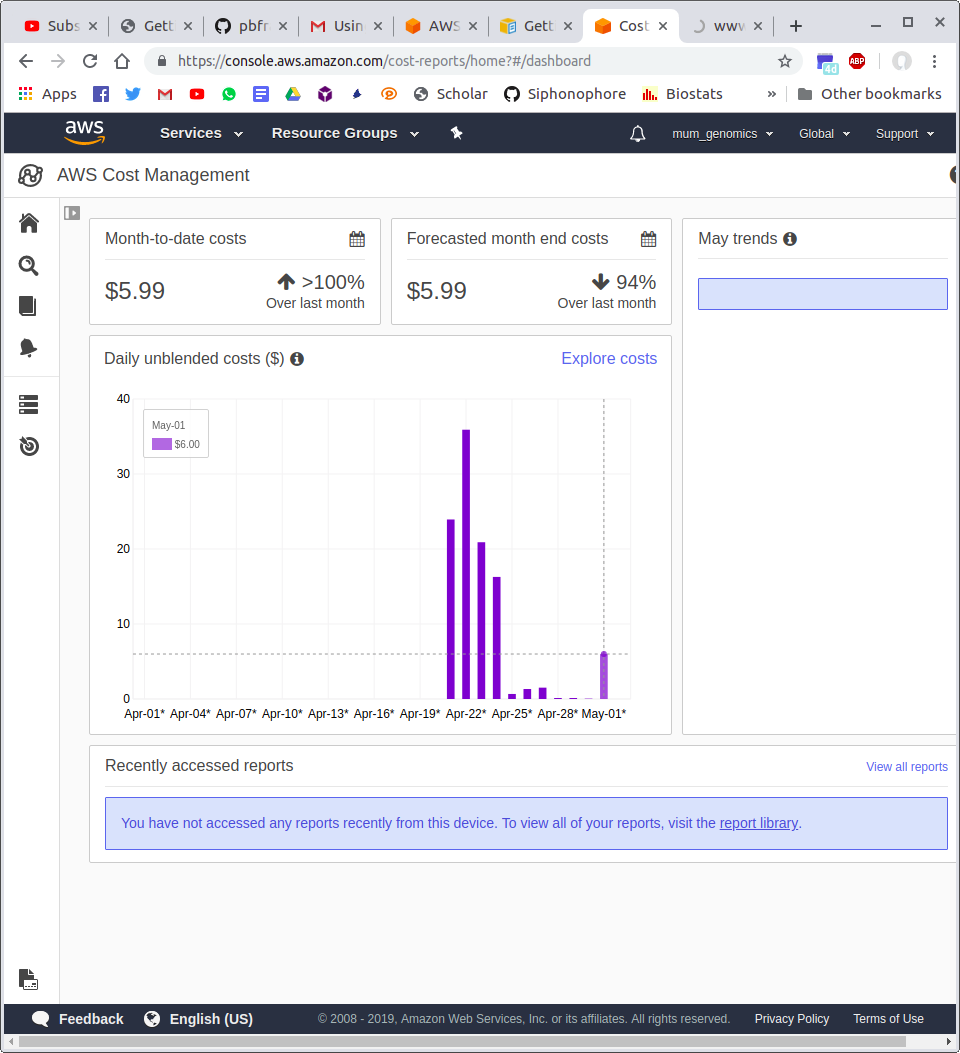 Subs Gett pbfr Usin AWS Getti Cost www
https://console.aws.amazon.com/cost-reports/home?#/dashboard
4d ABP
Apps Scholar Siphonophore Biostats » Other bookmarks
aws Services Resource Groups mum_genomics Global Support
AWS Cost Management
Month-to-date costs
$5.99
>100%
Over last month
Forecasted month end costs
$5.99
94%
Over last month
May trends
Daily unblended costs ($)
Explore costs
40
May-01
$6.00
30
20
10
0
Apr-01* Apr-04* Apr-07* Apr-10* Apr-13* Apr-16* Apr-19* Apr-22* Apr-25* Apr-28* May-01*
Recently accessed reports
View all reports
You have not accessed any reports recently from this device. To view all of your reports, visit the report library.
Feedback English (US) © 2008 - 2019, Amazon Web Services, Inc. or its affiliates. All rights reserved. Privacy Policy Terms of Use